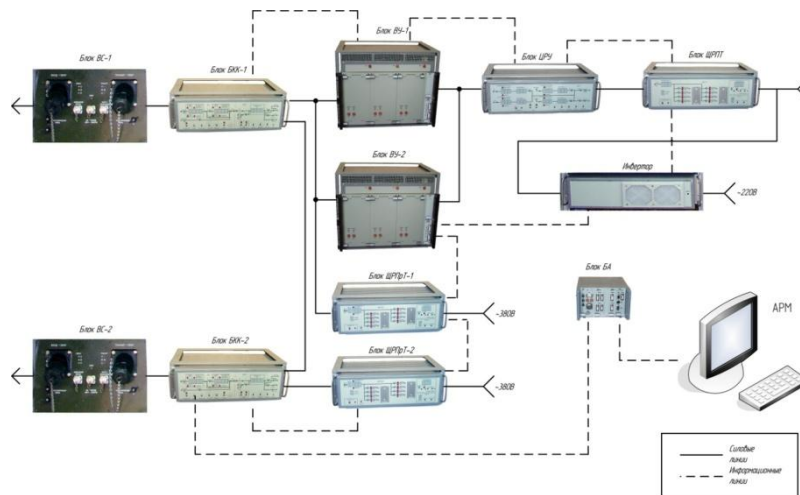 Блок ВС-1
Блок БКК-1
Блок ВУ-1
Блок ЦРУ
Блок ЩРПТ
Блок ВУ-2
Инвертор
~220В
Блок ЩРПрТ-1
~380В
Блок БА
АРМ
Блок ВС-2
Блок БКК-2
Блок ЩРПрТ-2
~380В
Силовые
линии
Информационные
линии